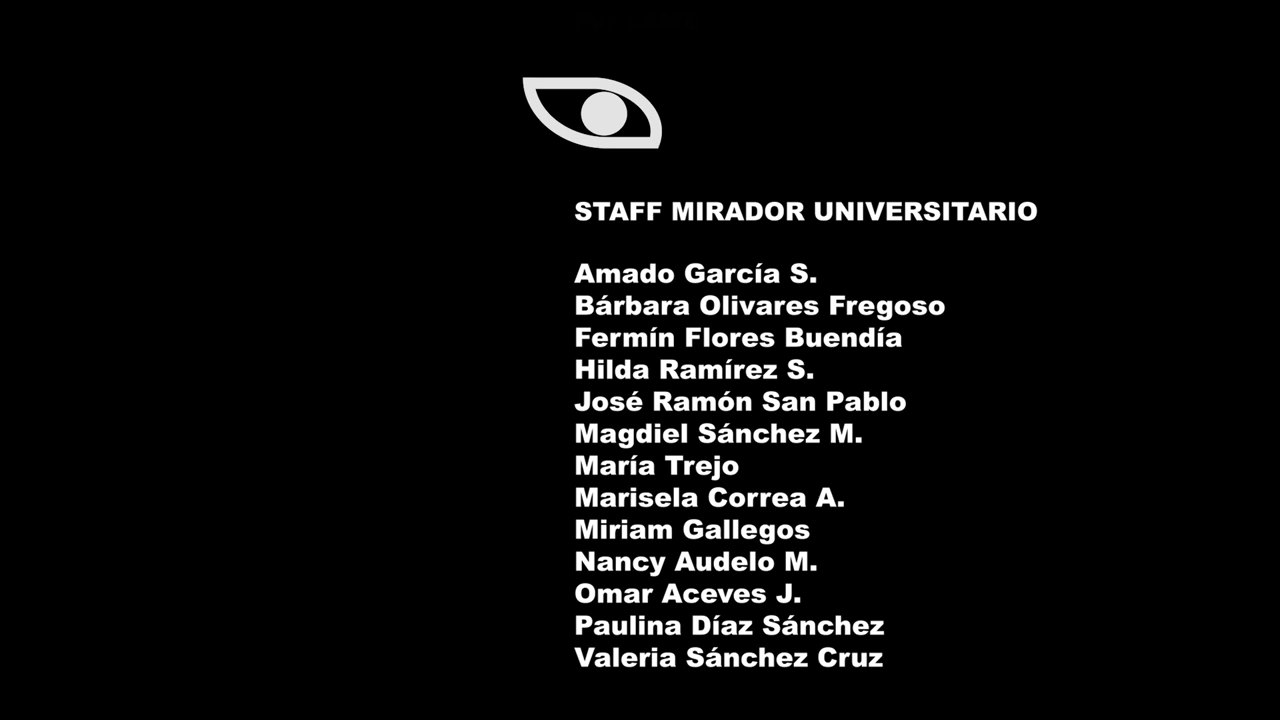 STAFF MIRADOR UNIVERSITARIO
Amado García S.
Bárbara Olivares Fregoso
Fermín Flores Buendía
Hilda Ramírez S.
José Ramón San Pablo
Magdiel Sánchez M.
María Trejo
Marisela Correa A.
Miriam Gallegos
Nancy Audelo M.
Omar Aceves J.
Paulina Díaz Sánchez
Valeria Sánchez Cruz